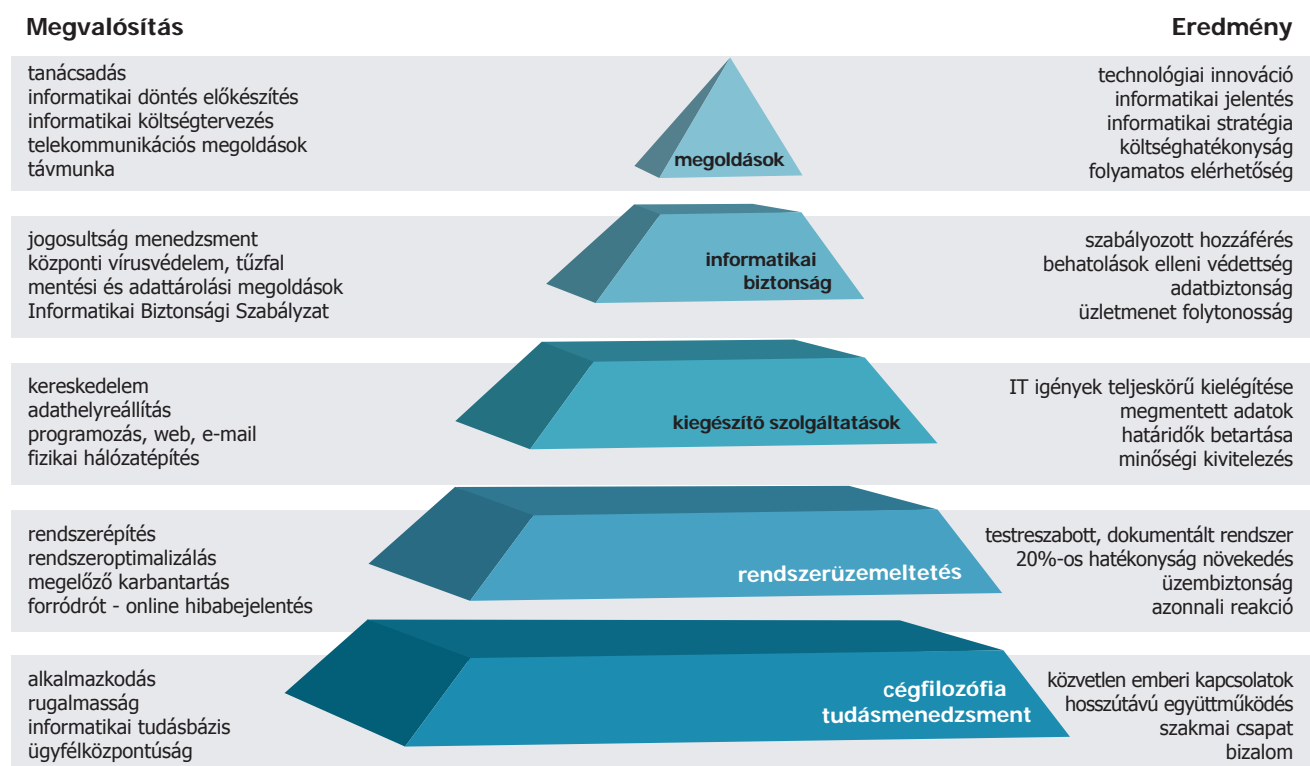 Megvalósítás
Eredmény
tanácsadás
informatikai döntés előkészítés
informatikai költségtervezés
telekommunikációs megoldások
távmunka
megoldások
technológiai innováció
informatikai jelentés
informatikai stratégia
költséghatékonyság
folyamatos elérhetőség
jogosultság menedzsment
központi vírusvédelem, tűzfal
mentési és adattárolási megoldások
Informatikai Biztonsági Szabályzat
informatikai
biztonság
szabályozott hozzáférés
behatolások elleni védettség
adatbiztonság
üzletmenet folytonosság
kereskedelem
adathelyreállítás
programozás, web, e-mail
fizikai hálózatépítés
kiegészítõ szolgáltatások
IT igények teljeskörű kielégítése
megmentett adatok
határidők betartása
minőségi kivitelezés
rendszerépítés
rendszeroptimalizálás
megelőző karbantartás
forródrót - online hibabejelentés
rendszerüzemeltetés
testreszabott, dokumentált rendszer
20%-os hatékonyság növekedés
üzembiztonság
azonnali reakció
alkalmazkodás
rugalmasság
informatikai tudásbázis
ügyfélközpontúság
cégfilozófia
tudásmenedzsment
közvetlen emberi kapcsolatok
hosszútávú együttműködés
szakmai csapat
bizalom